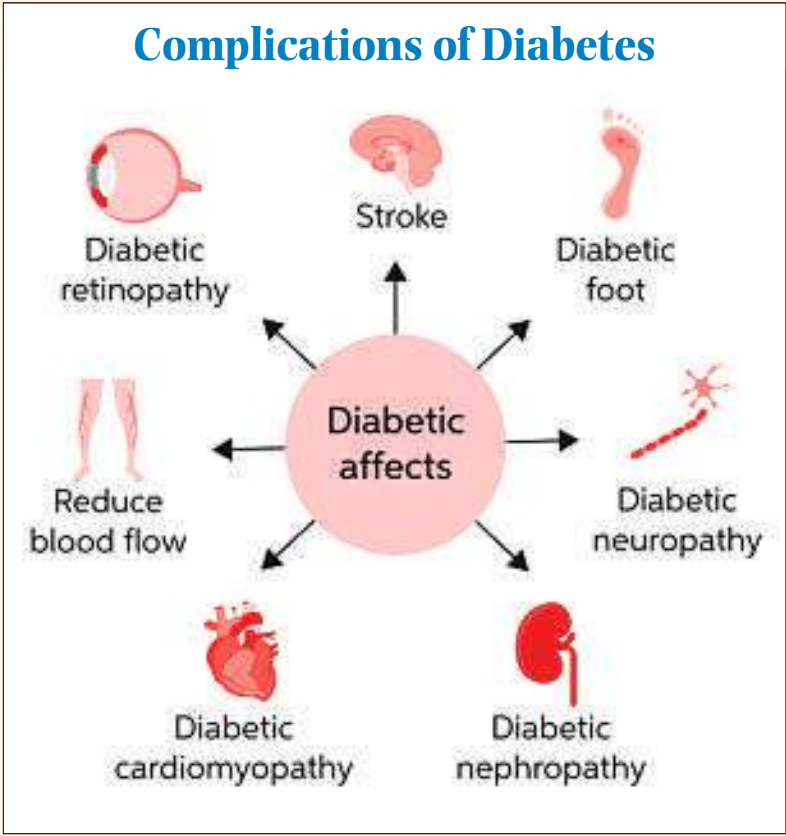 Complications of Diabetes
Stroke
Diabetic
retinopathy
Diabetic
foot
Diabetic
affects
Reduce
blood flow
Diabetic
neuropathy
Diabetic
cardiomyopathy
Diabetic
nephropathy